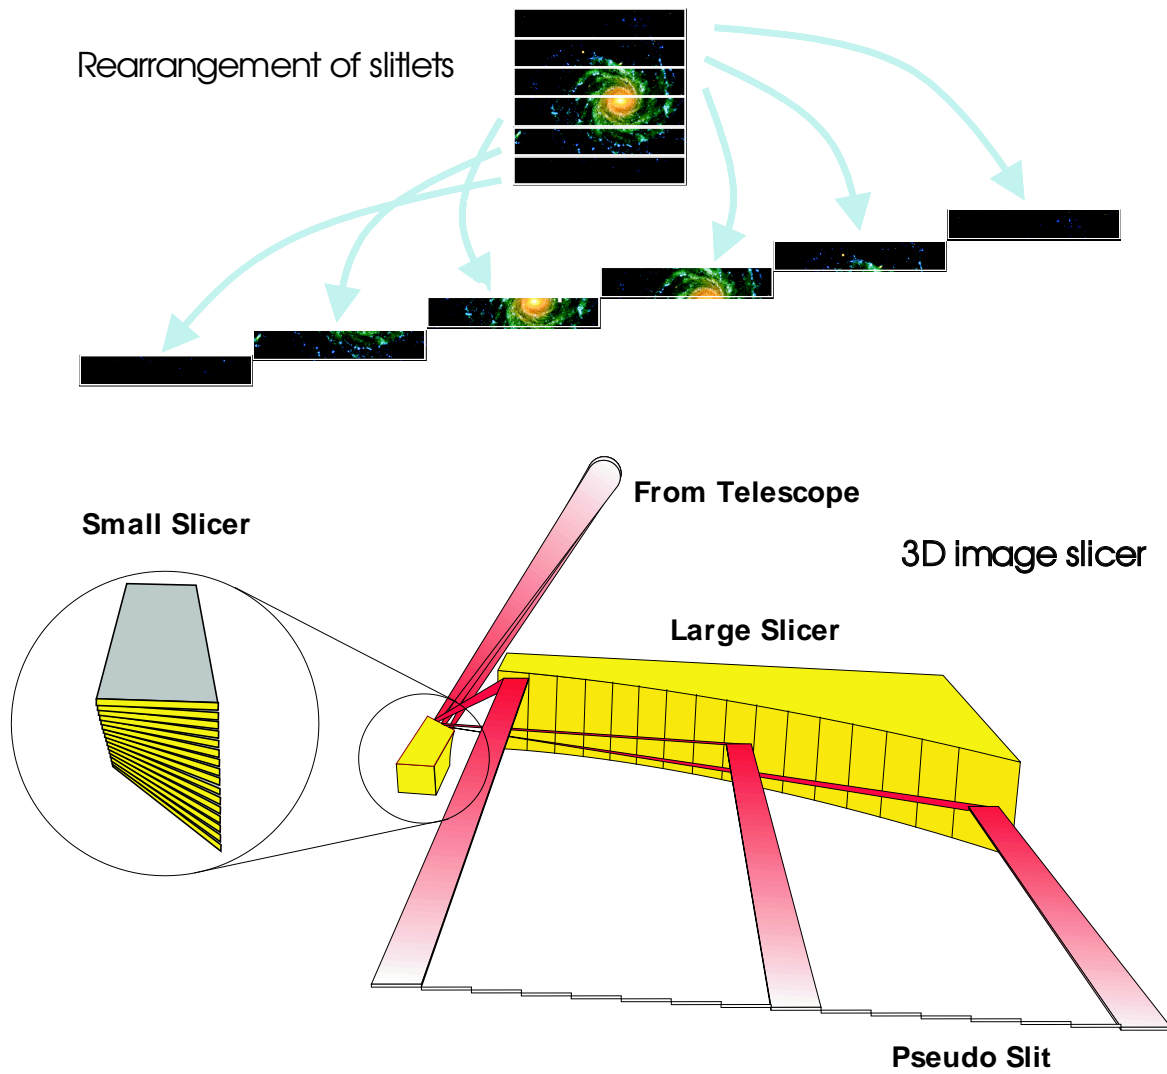 Rearrangement of slitlets
From Telescope
Small Slicer
3D image slicer
Large Slicer
Pseudo Slit